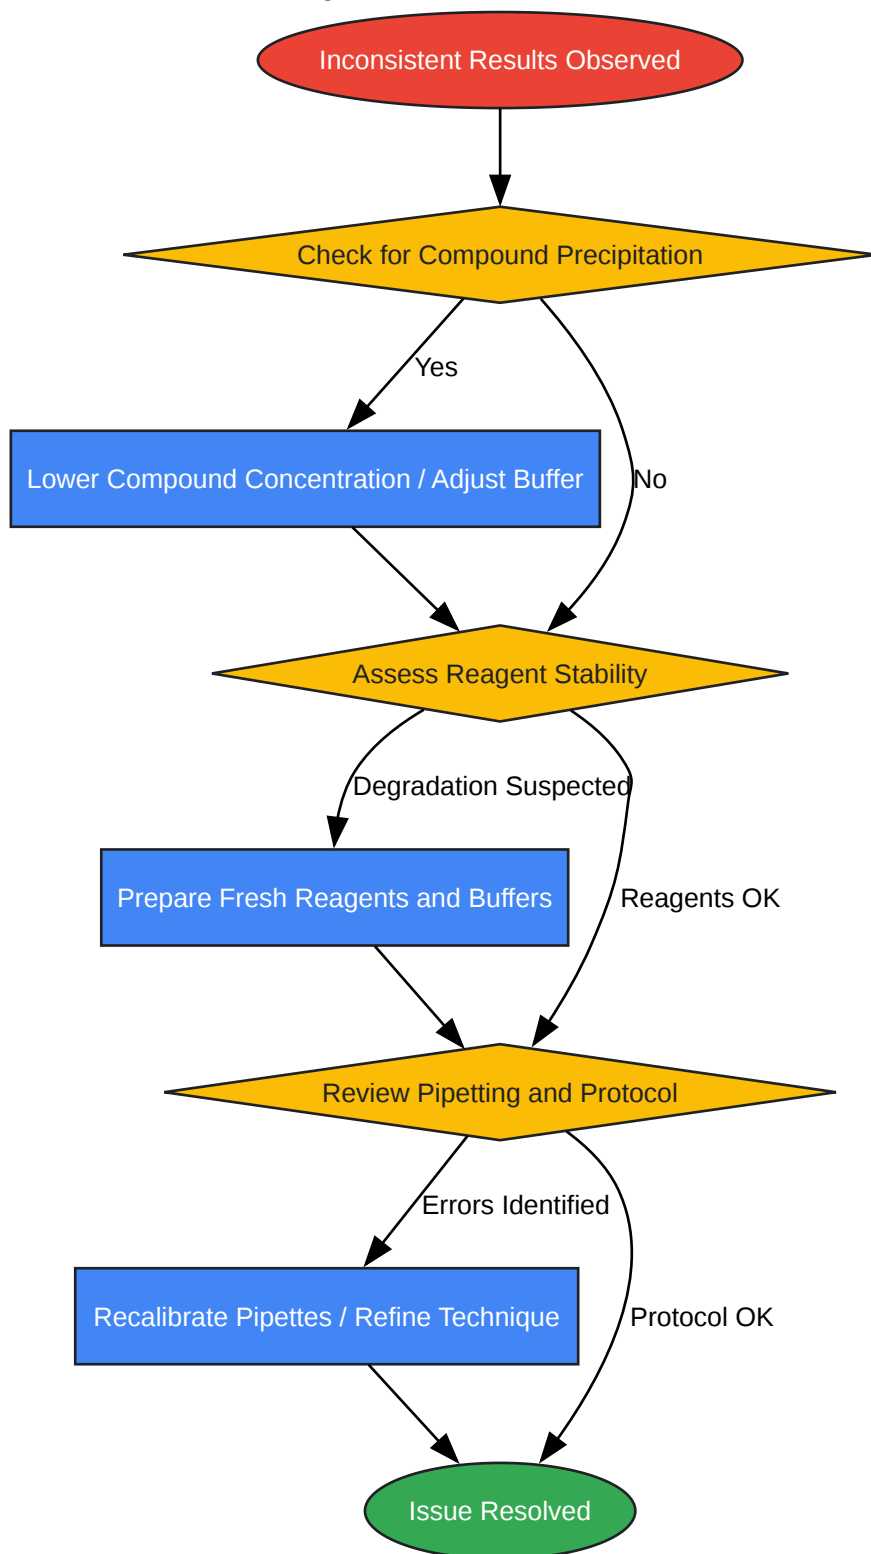 Inconsistent Results Observed
Check for Compound Precipitation
Yes
Lower Compound Concentration / Adjust Buffer
No
Assess Reagent Stability
Degradation Suspected
Prepare Fresh Reagents and Buffers
Reagents OK
Review Pipetting and Protocol
Errors Identified
Recalibrate Pipettes / Refine Technique
Protocol OK
Issue Resolved